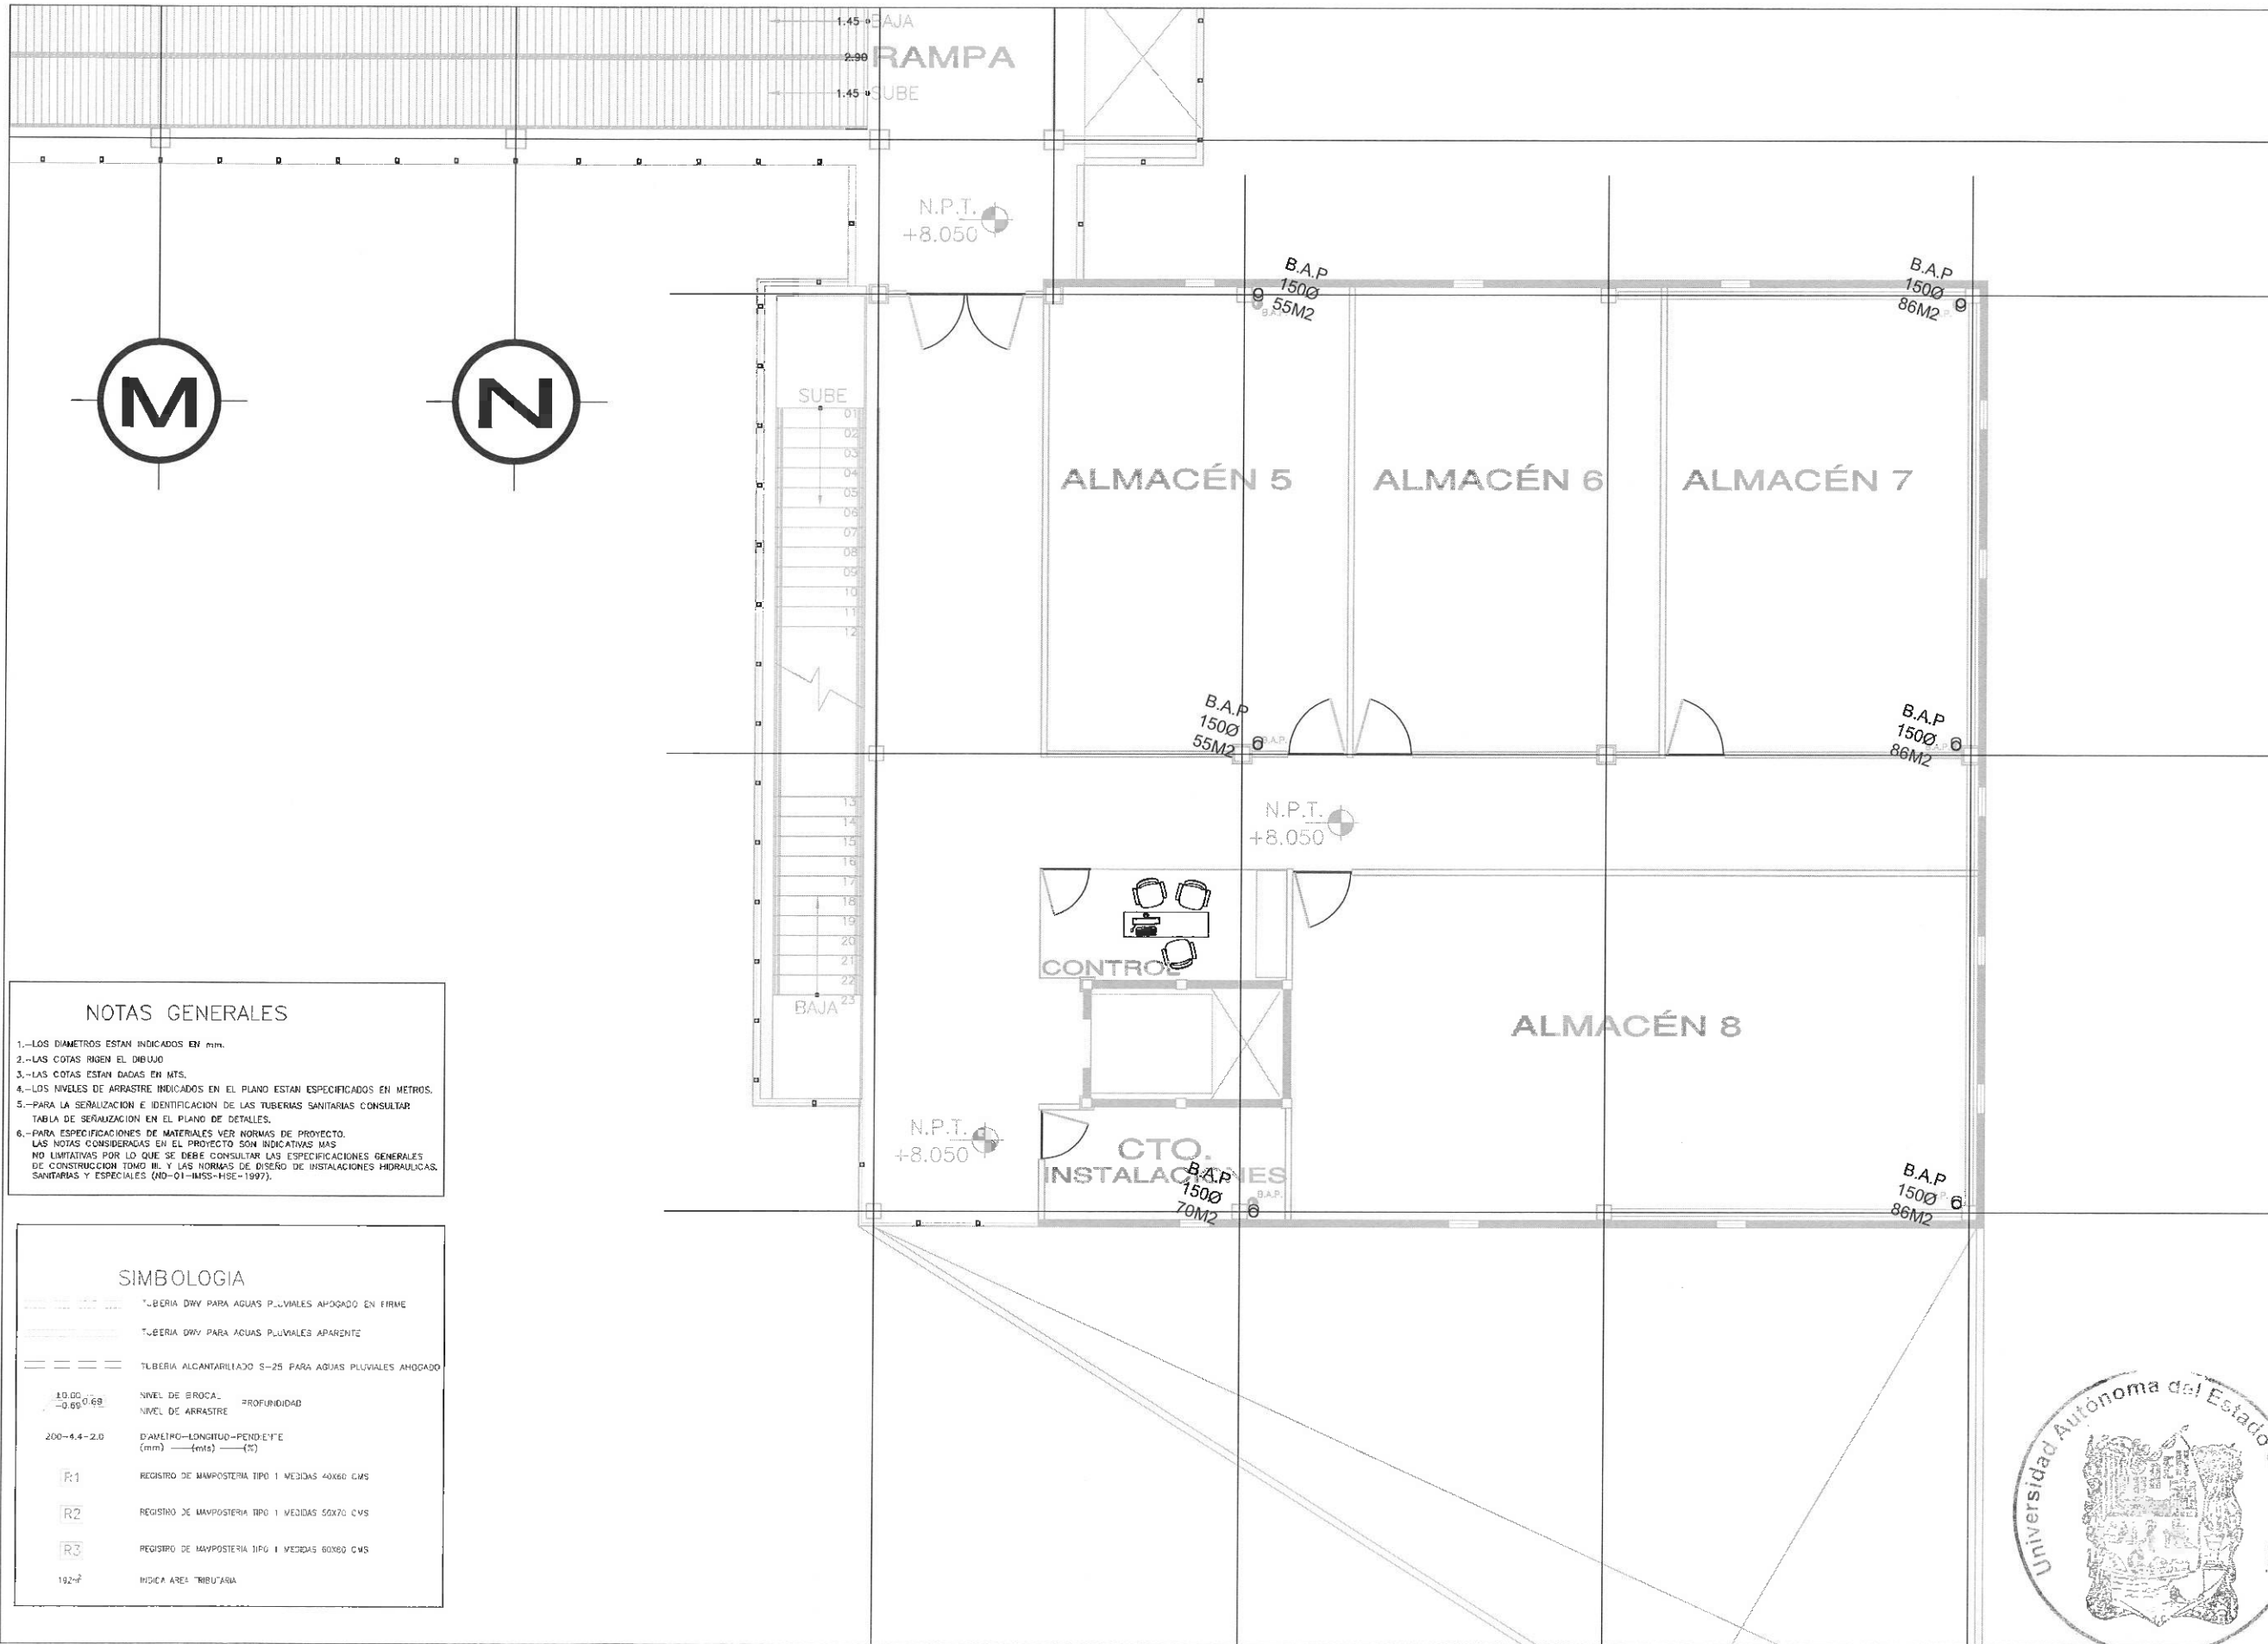 1.45 BAJA
2.90 RAMPA
1.45 SUBE
N.P.T.
+8.050
B.A.P
150Ø
55M2
B.A.P
150Ø
86M2
M
N
SUBE
01
02
03
04
05
06
07
08
09
10
11
12
ALMACÉN 5
ALMACÉN 6
ALMACÉN 7
B.A.P
150Ø
55M2
B.A.P.
B.A.P
150Ø
86M2
13
14
15
16
17
18
19
20
21
22
23
BAJA
N.P.T.
+8.050
CONTROL
ALMACÉN 8
N.P.T.
+8.050
CTO.
INSTALACIONES
B.A.P
150Ø
70M2
B.A.P.
B.A.P
150Ø
86M2
NOTAS GENERALES
1.-LOS DIAMETROS ESTAN INDICADOS EN mm.
2.-LAS COTAS RIGEN EL DIBUJO
3.-LAS COTAS ESTAN DADAS EN MTS.
4.-LOS NIVELES DE ARRASTRE INDICADOS EN EL PLANO ESTAN ESPECIFICADOS EN METROS.
5.-PARA LA SEÑALIZACION E IDENTIFICACION DE LAS TUBERIAS SANITARIAS CONSULTAR
TABLA DE SEÑALIZACION EN EL PLANO DE DETALLES.
6.-PARA ESPECIFICACIONES DE MATERIALES VER NORMAS DE PROYECTO.
LAS NOTAS CONSIDERADAS EN EL PROYECTO SON INDICATIVAS MAS
NO LIMITATIVAS POR LO QUE SE DEBE CONSULTAR LAS ESPECIFICACIONES GENERALES
DE CONSTRUCCION TOMO III. Y LAS NORMAS DE DISEÑO DE INSTALACIONES HIDRAULICAS,
SANITARIAS Y ESPECIALES (ND-01-IMSS-HSE-1997).
SIMBOLOGIA
TUBERIA DWV PARA AGUAS PLUVIALES AHOGADO EN FIRME
TUBERIA DWV PARA AGUAS PLUVIALES APARENTE
TUBERIA ALCANTARILLADO S-25 PARA AGUAS PLUVIALES AHOGADO
±0.00
-0.69 0.69
NIVEL DE BROCAL
NIVEL DE ARRASTRE
PROFUNDIDAD
200-4.4-2.0
DIAMETRO-LONGITUD-PENDIENTE
(mm) (mts) (%)
R1 REGISTRO DE MAMPOSTERIA TIPO 1 MEDIDAS 40X60 CMS
R2 REGISTRO DE MAMPOSTERIA TIPO 1 MEDIDAS 50X70 CMS
R3 REGISTRO DE MAMPOSTERIA TIPO 1 MEDIDAS 60X80 CMS
192m² INDICA AREA TRIBUTARIA
Universidad Autónoma del Estado